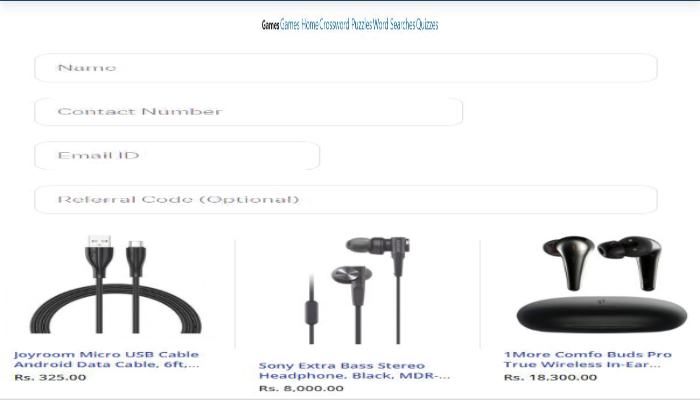 Games Games Home Crossword Puzzles Word Searches Quizzes
Name
Contact Number
Email ID
Referral Code (Optional)
Joyroom Micro USB Cable
Android Data Cable, 6ft,...
Rs. 325.00
Sony Extra Bass Stereo
Headphone, Black, MDR-...
Rs. 8,000.00
1More Comfo Buds Pro
True Wireless In-Ear...
Rs. 18,300.00